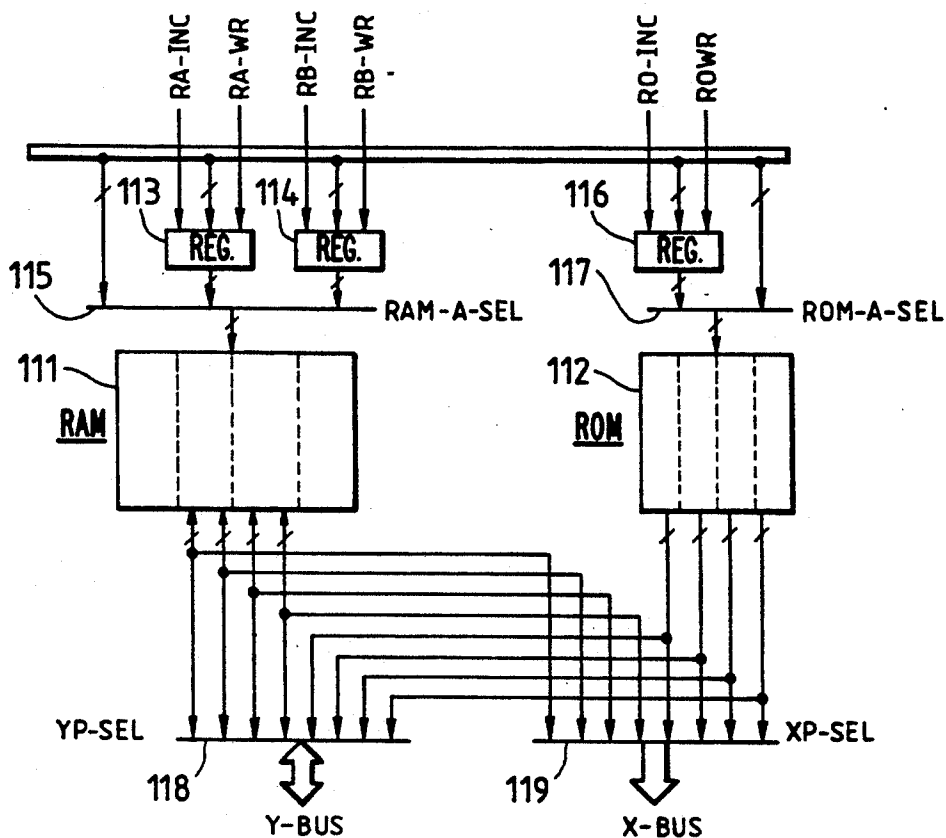 RA-INC
RA-WR
RB-INC
RB-WR
RO-INC
ROWR
113
114
116
REG.
REG.
REG.
115
117
RAM-A-SEL
ROM-A-SEL
111
112
RAM
ROM
YP-SEL
XP-SEL
118
119
Y-BUS
X-BUS